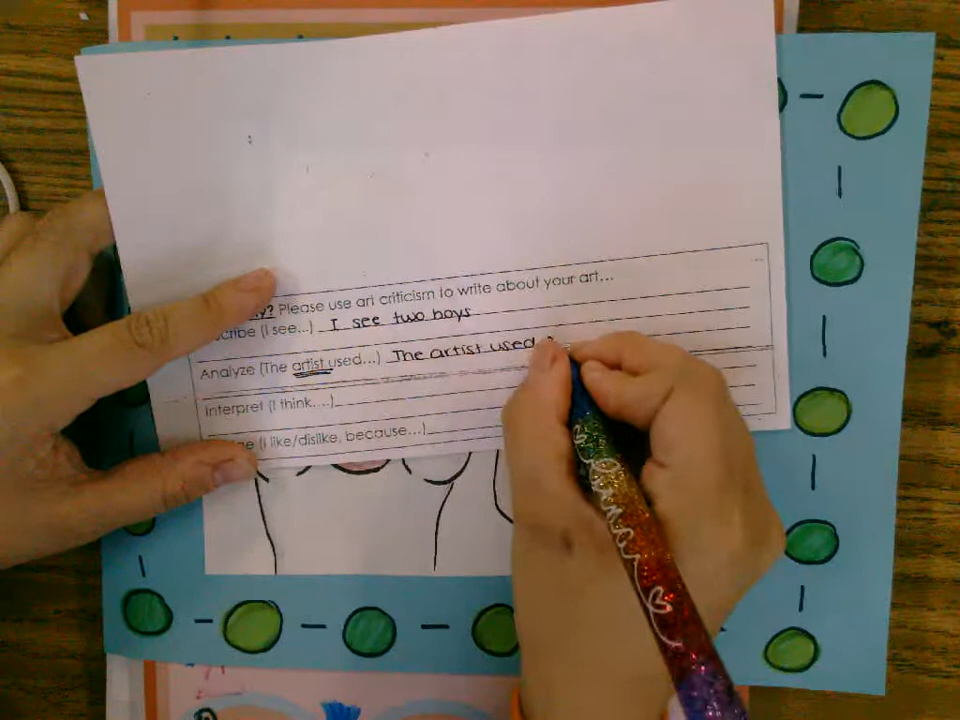 Please use art criticism to write about your art...
(I see...) I see two boys
Analyze (The artist used...) The artist used
Interpret (I think....)
(I like/dislike, because...)